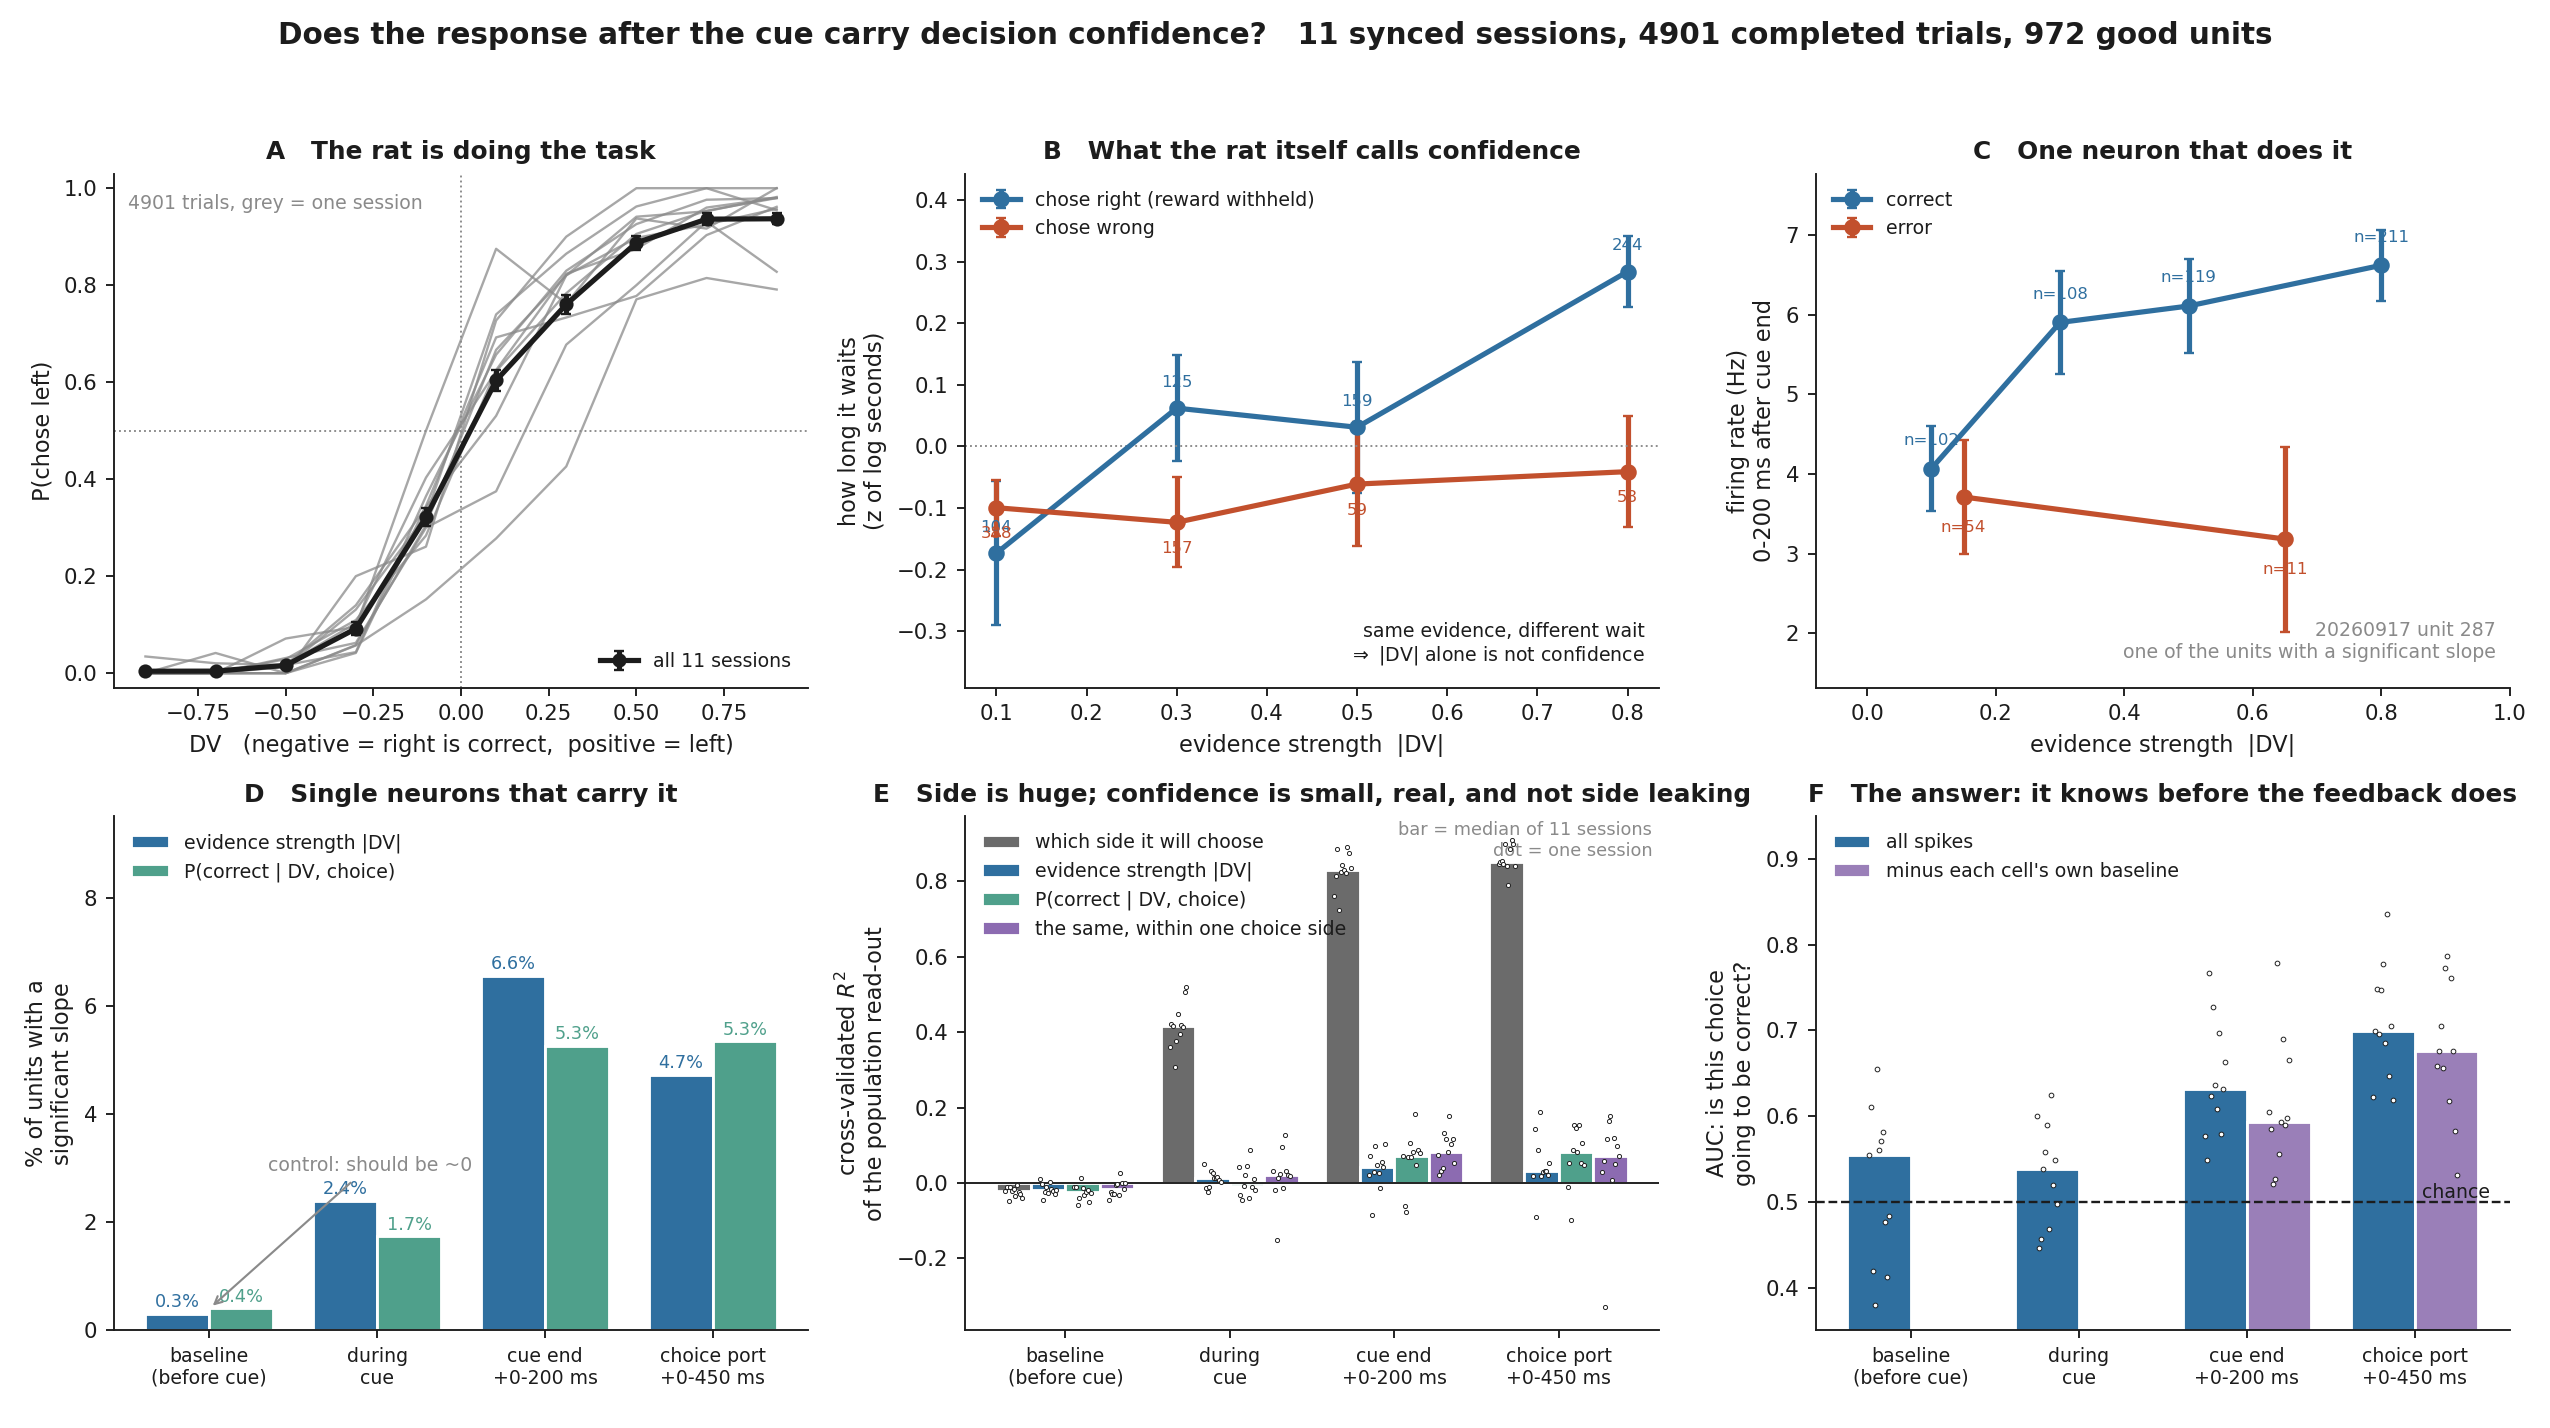 Does the response after the cue carry decision confidence?   11 synced sessions, 4901 completed trials, 972 good units
A   The rat is doing the task
4901 trials, grey = one session
all 11 sessions
P(chose left)
1.0
0.8
0.6
0.4
0.2
0.0
−0.75
−0.50
−0.25
0.00
0.25
0.50
0.75
DV   (negative = right is correct,  positive = left)
B   What the rat itself calls confidence
chose right (reward withheld)
chose wrong
how long it waits
(z of log seconds)
0.4
0.3
0.2
0.1
0.0
−0.1
−0.2
−0.3
125
159
244
104
157
59
53
same evidence, different wait
⇒ |DV| alone is not confidence
0.1
0.2
0.3
0.4
0.5
0.6
0.7
0.8
evidence strength  |DV|
C   One neuron that does it
correct
error
firing rate (Hz)
0-200 ms after cue end
7
6
5
4
3
2
n=102
n=108
n=119
n=211
n=54
n=11
20260917 unit 287
one of the units with a significant slope
0.0
0.2
0.4
0.6
0.8
1.0
evidence strength  |DV|
D   Single neurons that carry it
evidence strength |DV|
P(correct | DV, choice)
% of units with a
significant slope
8
6
4
2
0
control: should be ~0
0.3%
0.4%
2.4%
1.7%
6.6%
5.3%
4.7%
5.3%
baseline
(before cue)
during
cue
cue end
+0-200 ms
choice port
+0-450 ms
E   Side is huge; confidence is small, real, and not side leaking
which side it will choose
evidence strength |DV|
P(correct | DV, choice)
the same, within one choice side
bar = median of 11 sessions
dot = one session
cross-validated R²
of the population read-out
0.8
0.6
0.4
0.2
0.0
−0.2
baseline
(before cue)
during
cue
cue end
+0-200 ms
choice port
+0-450 ms
F   The answer: it knows before the feedback does
all spikes
minus each cell's own baseline
AUC: is this choice
going to be correct?
0.9
0.8
0.7
0.6
0.5
0.4
chance
baseline
(before cue)
during
cue
cue end
+0-200 ms
choice port
+0-450 ms